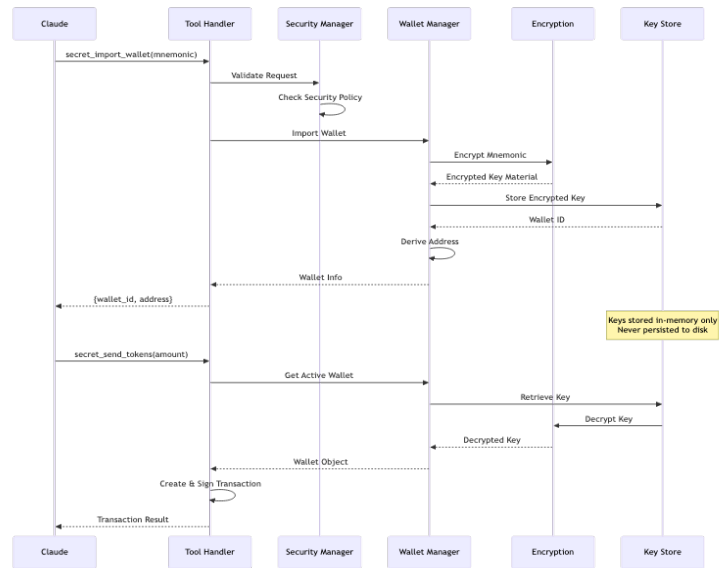 Claude
Tool Handler
Security Manager
Wallet Manager
Encryption
Key Store
secret_import_wallet(mnemonic)
Validate Request
Check Security Policy
Import Wallet
Encrypt Mnemonic
Encrypted Key Material
Store Encrypted Key
Wallet ID
Derive Address
Wallet Info
{wallet_id, address}
Keys stored in-memory only
Never persisted to disk
secret_send_tokens(amount)
Get Active Wallet
Retrieve Key
Decrypt Key
Decrypted Key
Wallet Object
Create & Sign Transaction
Transaction Result
Claude
Tool Handler
Security Manager
Wallet Manager
Encryption
Key Store